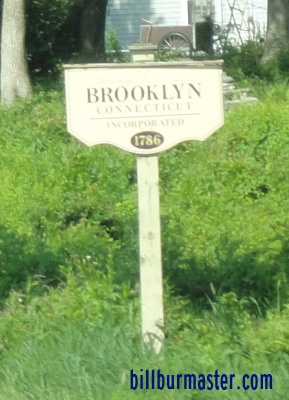 BROOKLYN
CONNECTICUT
INCORPORATED
1786
billburmaster.com